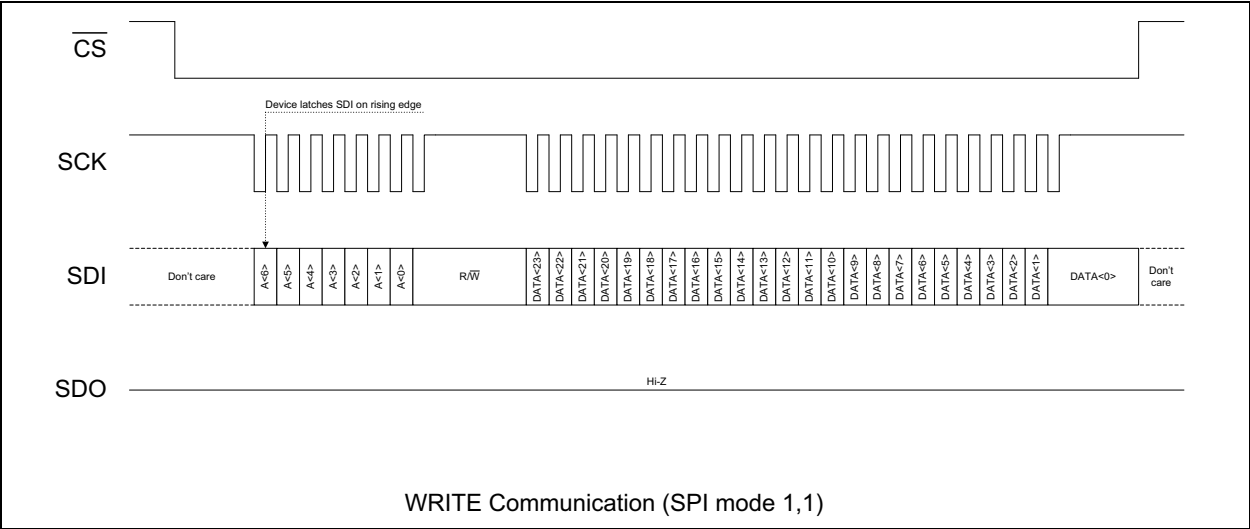 CS
Device latches SDI on rising edge
SCK
SDI
Don't care
A<6>
A<5>
A<4>
A<3>
A<2>
A<1>
A<0>
R/W
DATA<23>
DATA<22>
DATA<21>
DATA<20>
DATA<19>
DATA<18>
DATA<17>
DATA<16>
DATA<15>
DATA<14>
DATA<13>
DATA<12>
DATA<11>
DATA<10>
DATA<9>
DATA<8>
DATA<7>
DATA<6>
DATA<5>
DATA<4>
DATA<3>
DATA<2>
DATA<1>
DATA<0>
Don't
care
SDO
Hi-Z
WRITE Communication (SPI mode 1,1)